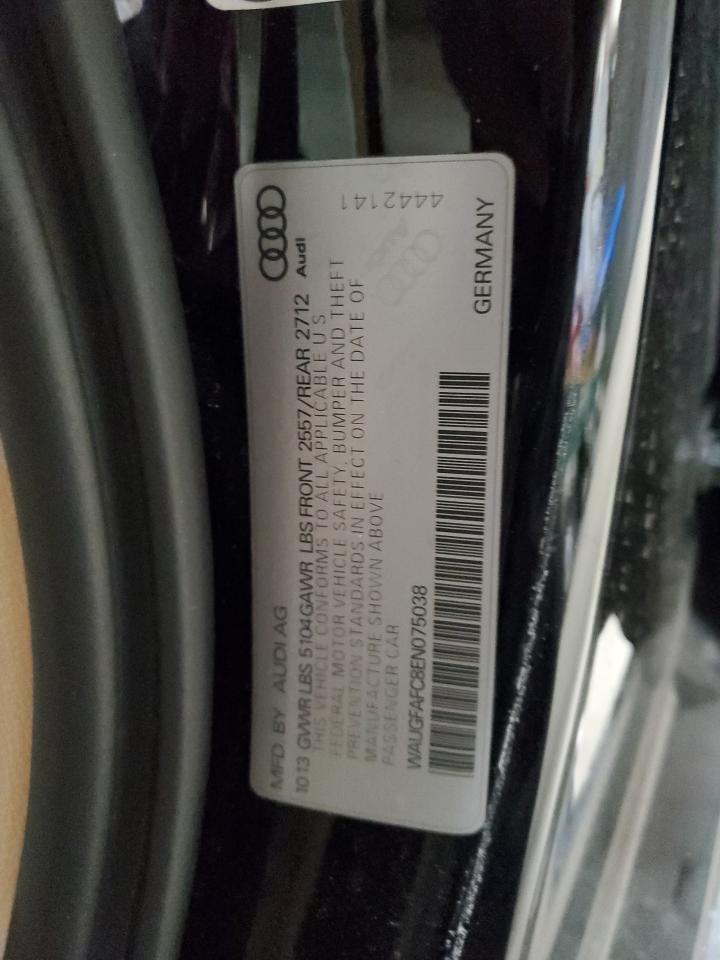 MFD BY AUDI AG
Audi
10 13 GVWR LBS 5104 GAWR LBS FRONT 2557/REAR 2712
THIS VEHICLE CONFORMS TO ALL APPLICABLE U S
FEDERAL MOTOR VEHICLE SAFETY, BUMPER AND THEFT
PREVENTION STANDARDS IN EFFECT ON THE DATE OF
MANUFACTURE SHOWN ABOVE
PASSENGER CAR
WAUGFAFC8EN075038
GERMANY
4442141
Audi